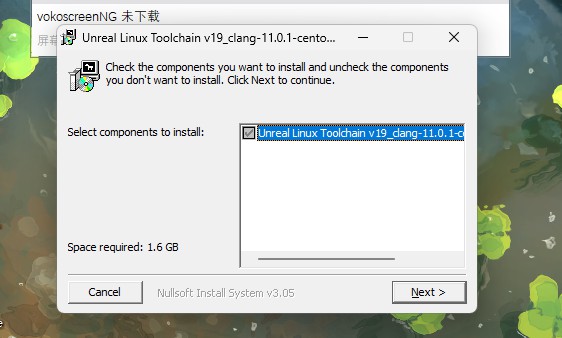 vokoscreenNG 未下载
屏幕
Unreal Linux Toolchain v19_clang-11.0.1-cento...
Check the components you want to install and uncheck the components
you don't want to install. Click Next to continue.
Select components to install:
Unreal Linux Toolchain v19_clang-11.0.1-ce
Space required: 1.6 GB
Cancel
Nullsoft Install System v3.05
Next >
e